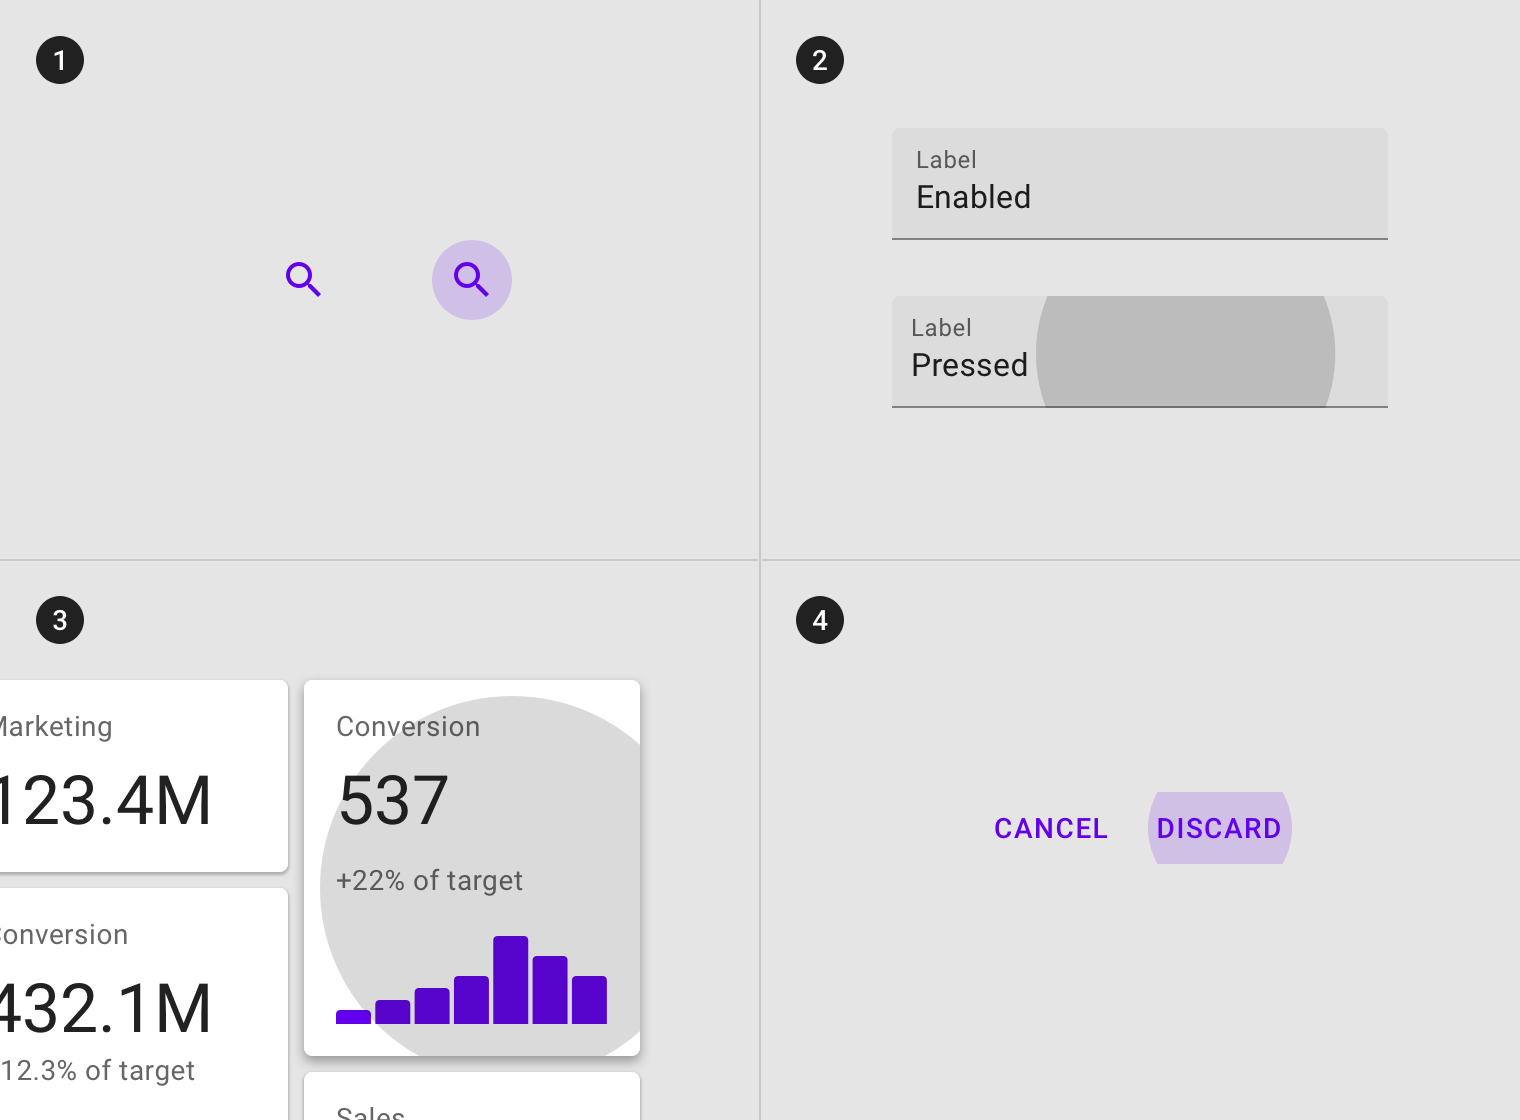 1
2
Label
Enabled
Label
Pressed
3
Marketing
123.4M
Conversion
432.1M
12.3% of target
Conversion
537
+22% of target
Sales
4
CANCEL
DISCARD